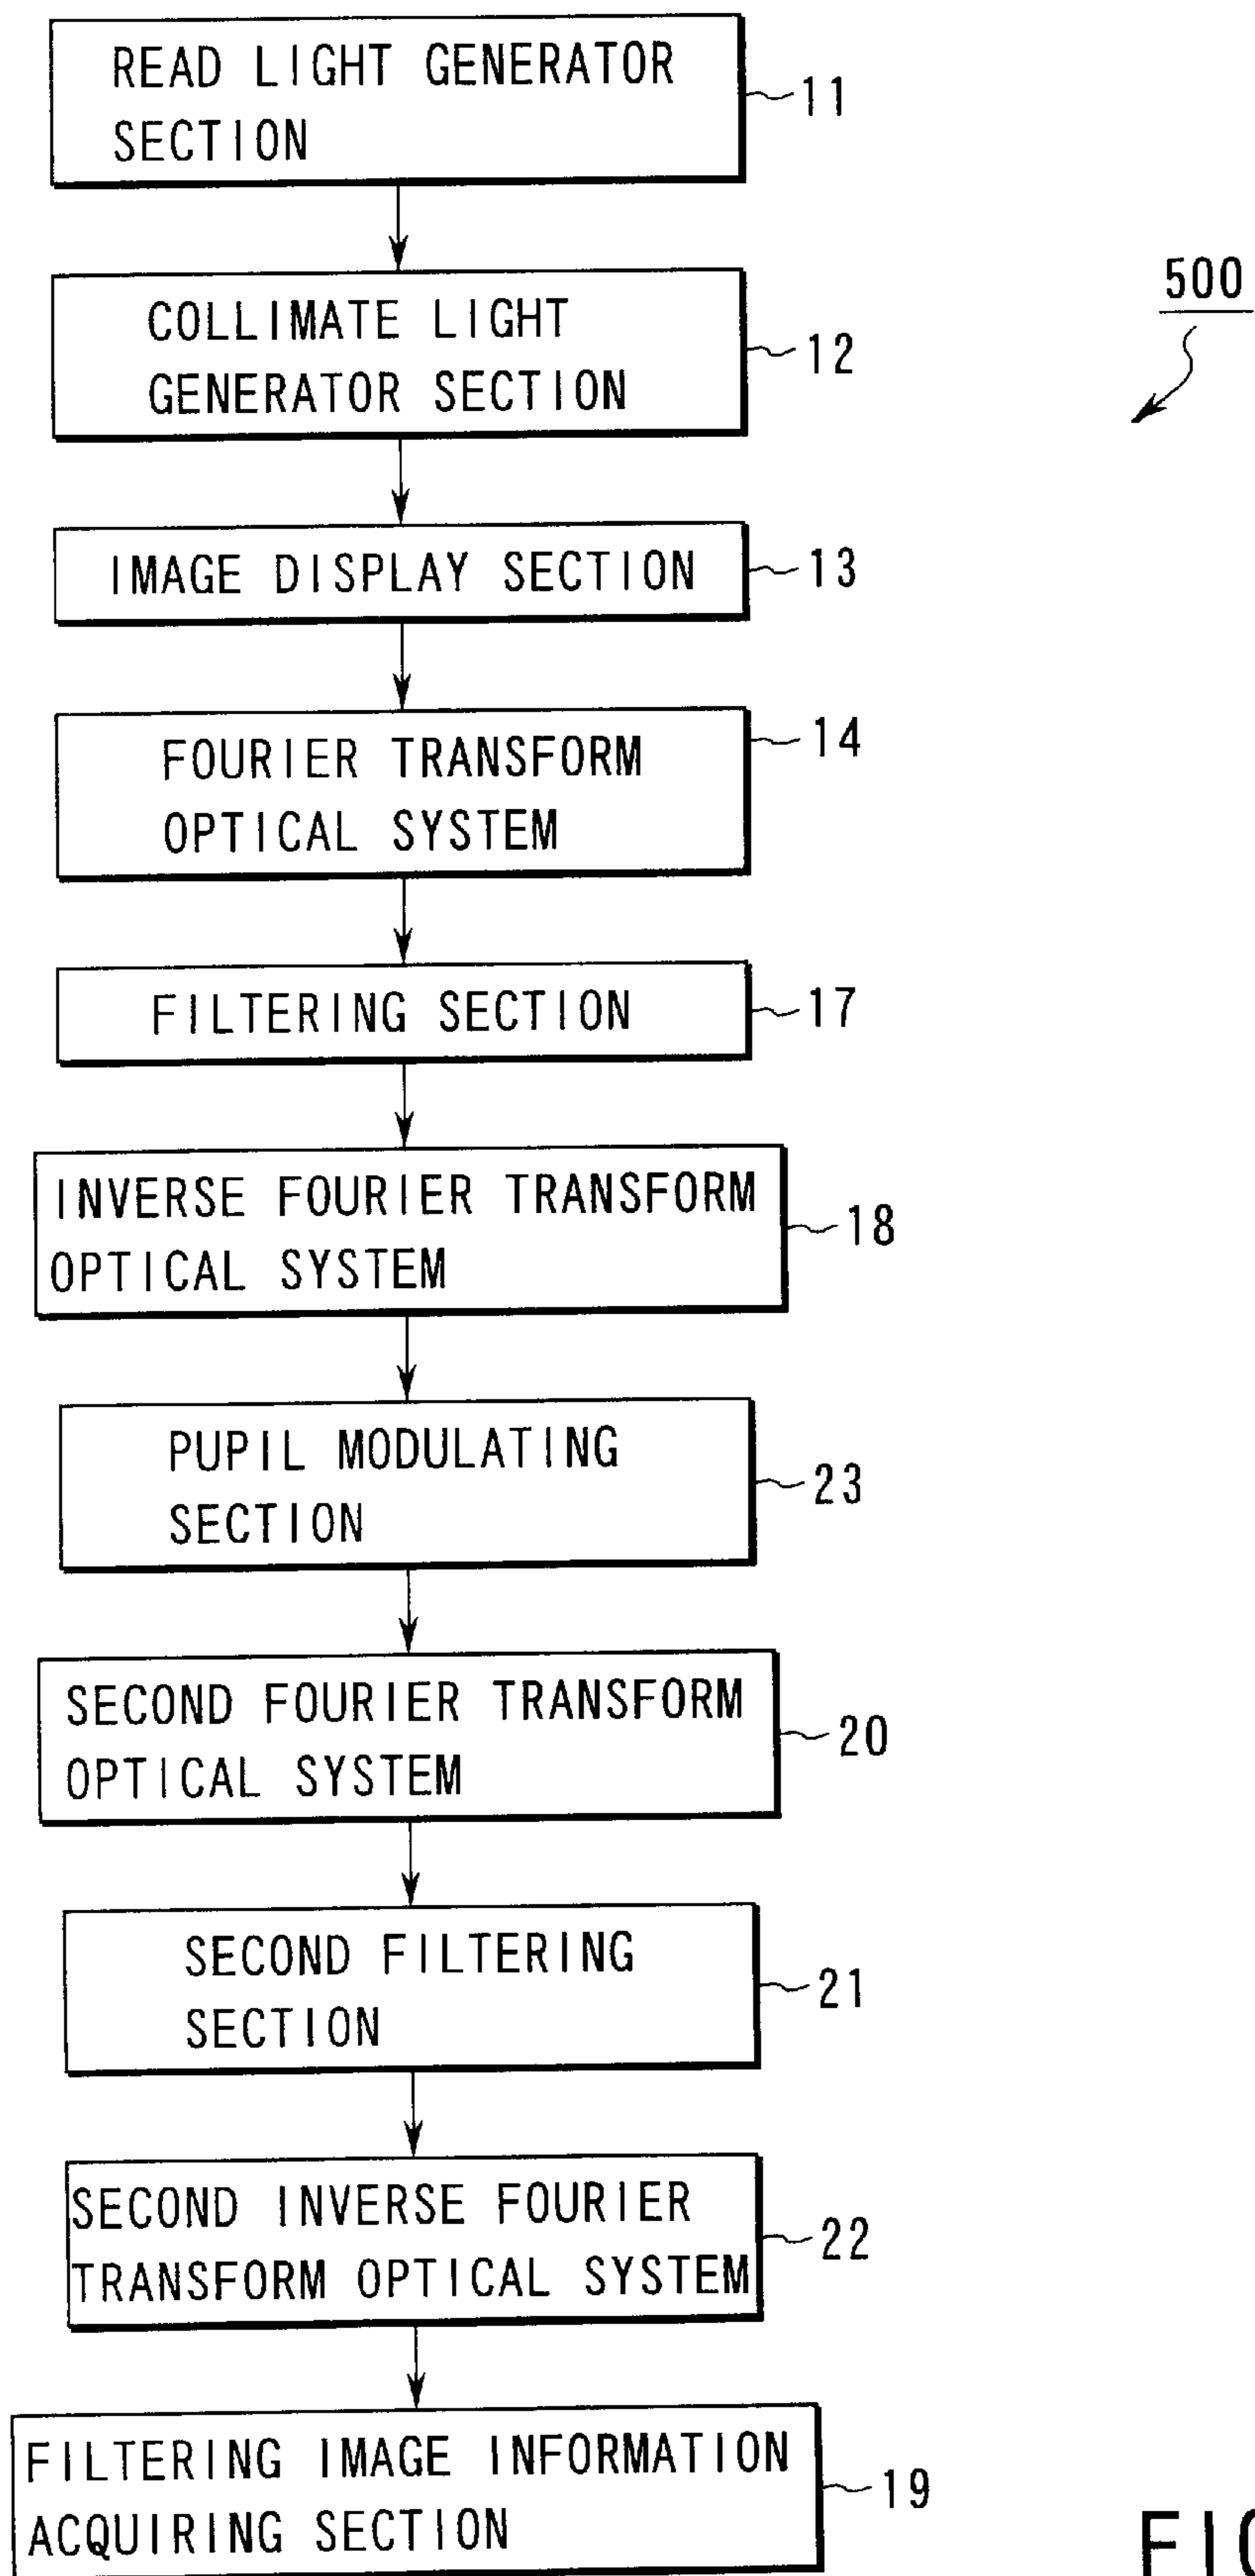 READ LIGHT GENERATOR
SECTION
11
500
COLLIMATE LIGHT
GENERATOR SECTION
12
IMAGE DISPLAY SECTION
13
FOURIER TRANSFORM
OPTICAL SYSTEM
14
FILTERING SECTION
17
INVERSE FOURIER TRANSFORM
OPTICAL SYSTEM
18
PUPIL MODULATING
SECTION
23
SECOND FOURIER TRANSFORM
OPTICAL SYSTEM
20
SECOND FILTERING
SECTION
21
SECOND INVERSE FOURIER
TRANSFORM OPTICAL SYSTEM
22
FILTERING IMAGE INFORMATION
ACQUIRING SECTION
19